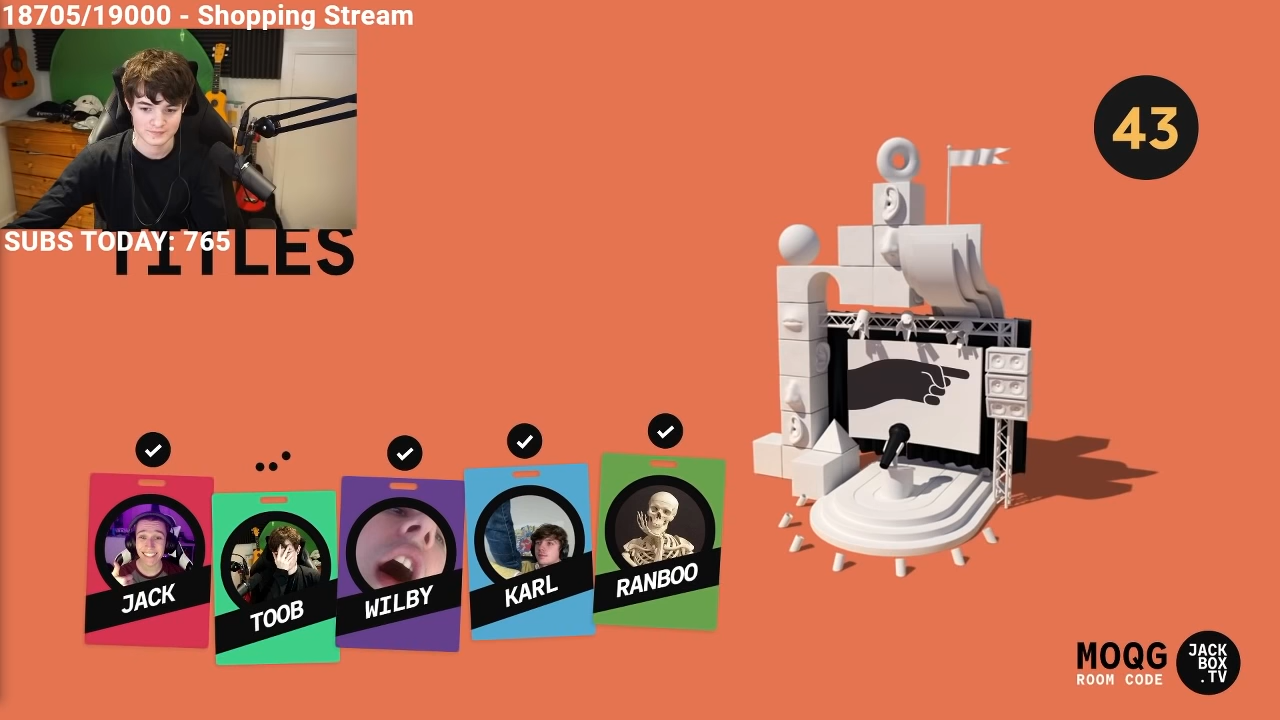 18705/19000 - Shopping Stream
SUBS TODAY: 765
TITLES
43
JACK
TOOB
WILBY
KARL
RANBOO
MOQG
ROOM CODE
JACK
BOX
.TV